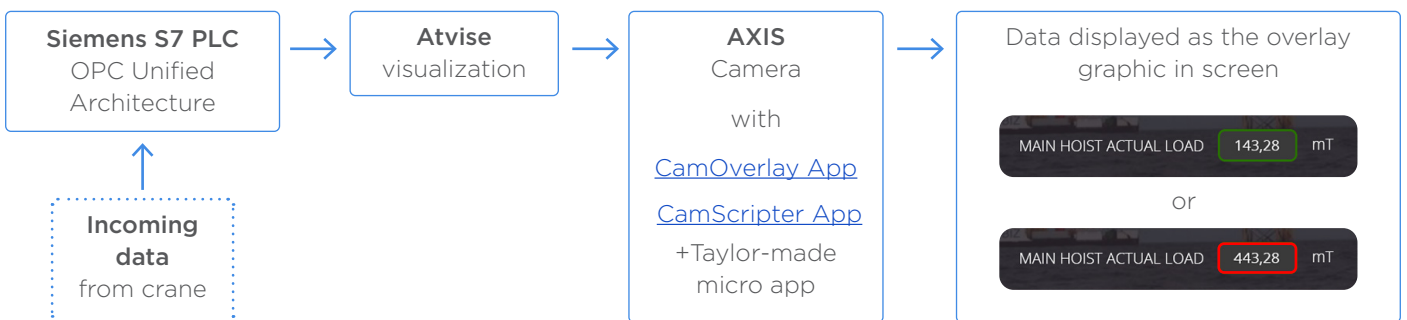 Siemens S7 PLC
OPC Unified
Architecture
Incoming
data
from crane
Atvise
visualization
AXIS
Camera
with
CamOverlay App
CamScripter App
+Taylor-made
micro app
Data displayed as the overlay
graphic in screen
MAIN HOIST ACTUAL LOAD 143,28 mT
or
MAIN HOIST ACTUAL LOAD 443,28 mT